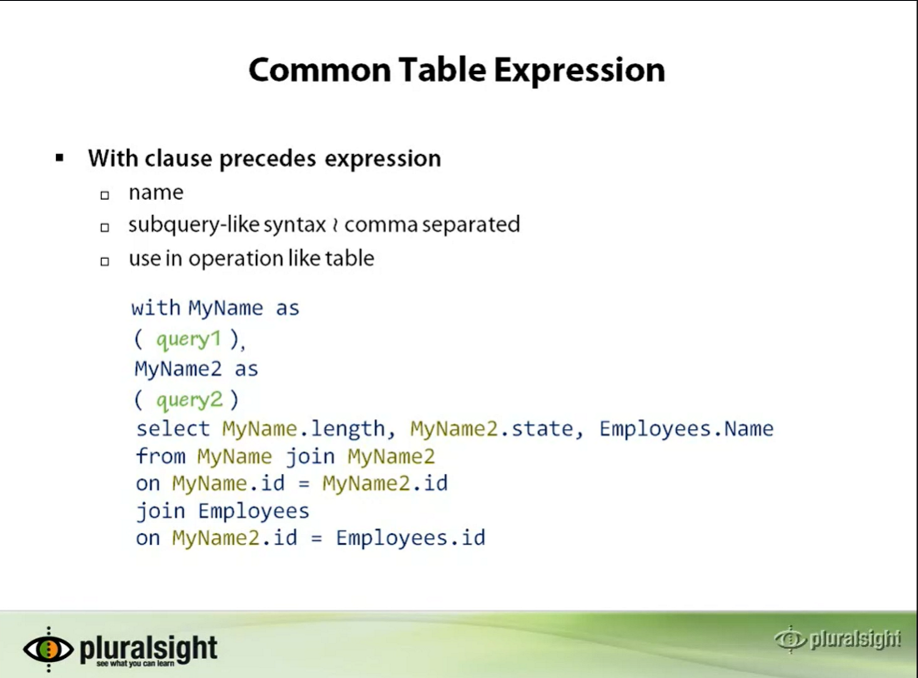 Common Table Expression
With clause precedes expression
name
subquery-like syntax ≀ comma separated
use in operation like table
with MyName as
( query1 ),
MyName2 as
( query2 )
select MyName.length, MyName2.state, Employees.Name
from MyName join MyName2
on MyName.id = MyName2.id
join Employees
on MyName2.id = Employees.id
pluralsight
see what you can learn
pluralsight